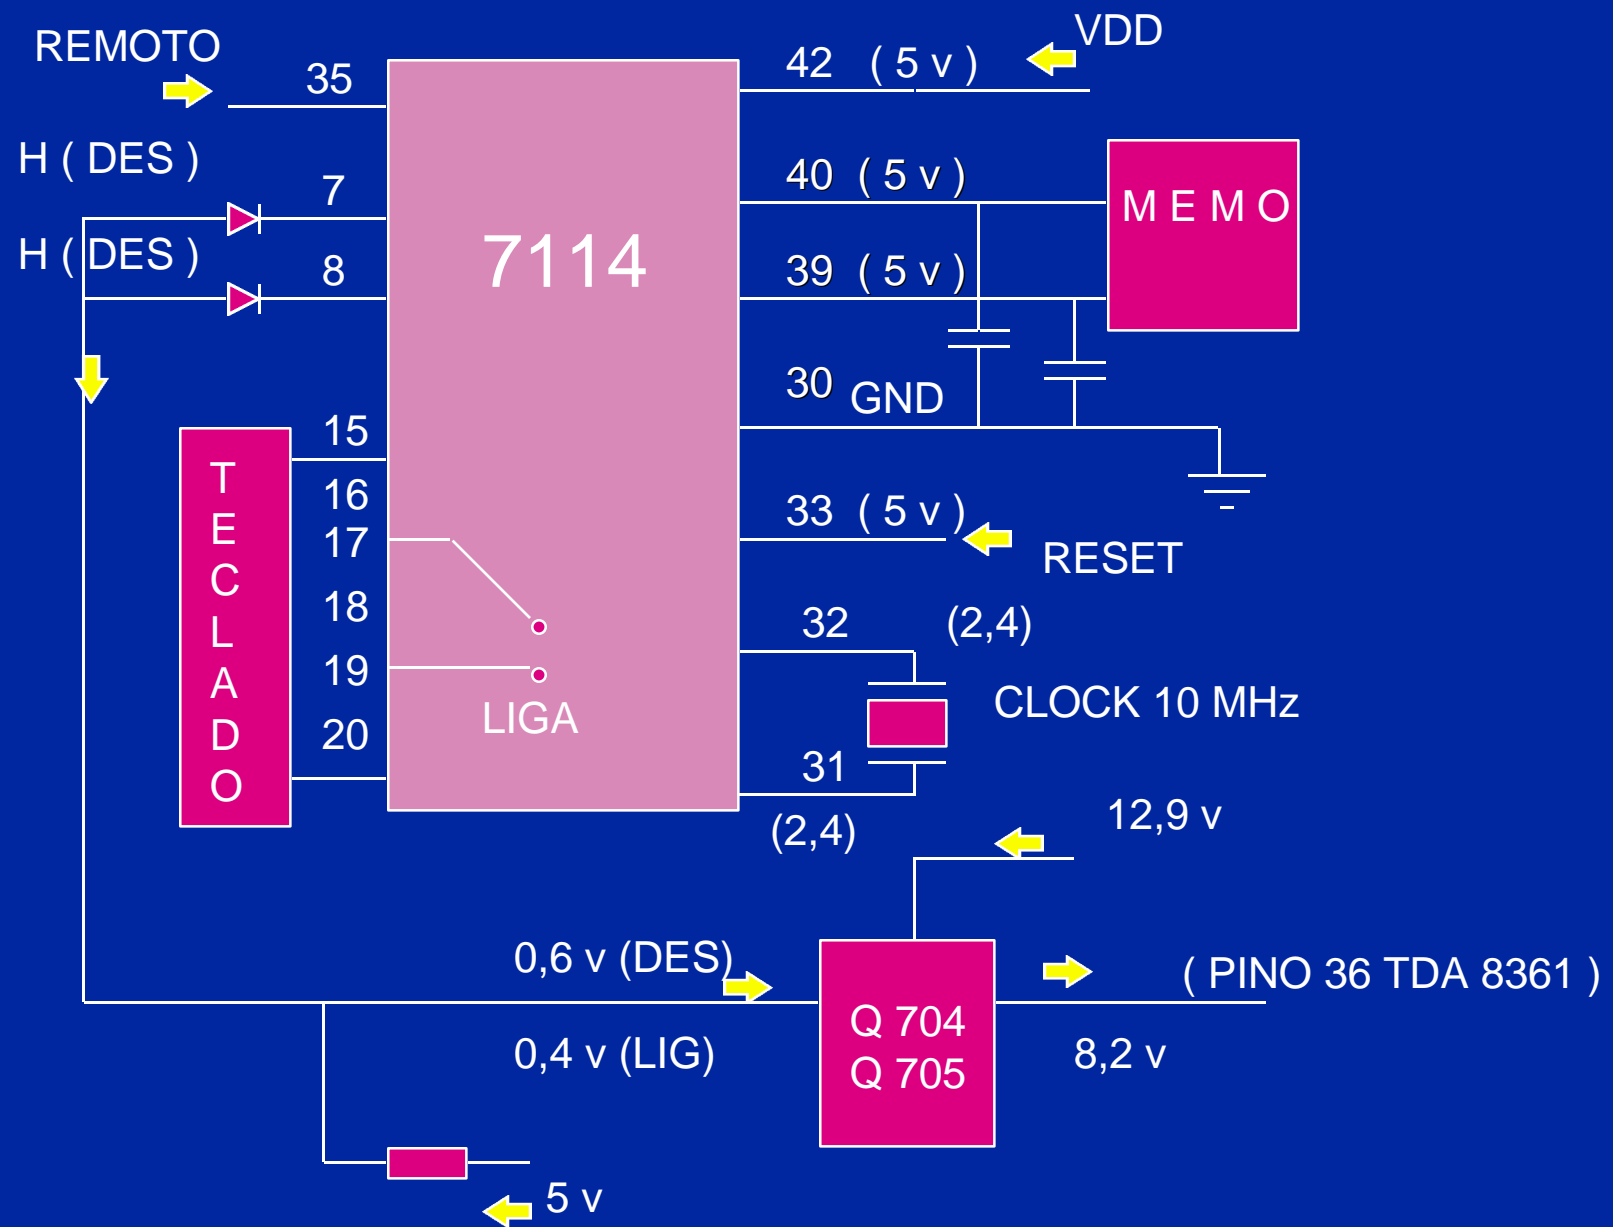 REMOTO
35
42 ( 5 v )
VDD
H ( DES )
7
40 ( 5 v )
M E M O
H ( DES )
8
7114
39 ( 5 v )
30 GND
15
16
17
18
19
20
T
E
C
L
A
D
O
LIGA
33 ( 5 v )
RESET
32 (2,4)
CLOCK 10 MHz
31
(2,4)
12,9 v
0,6 v (DES)
0,4 v (LIG)
Q 704
Q 705
( PINO 36 TDA 8361 )
8,2 v
5 v